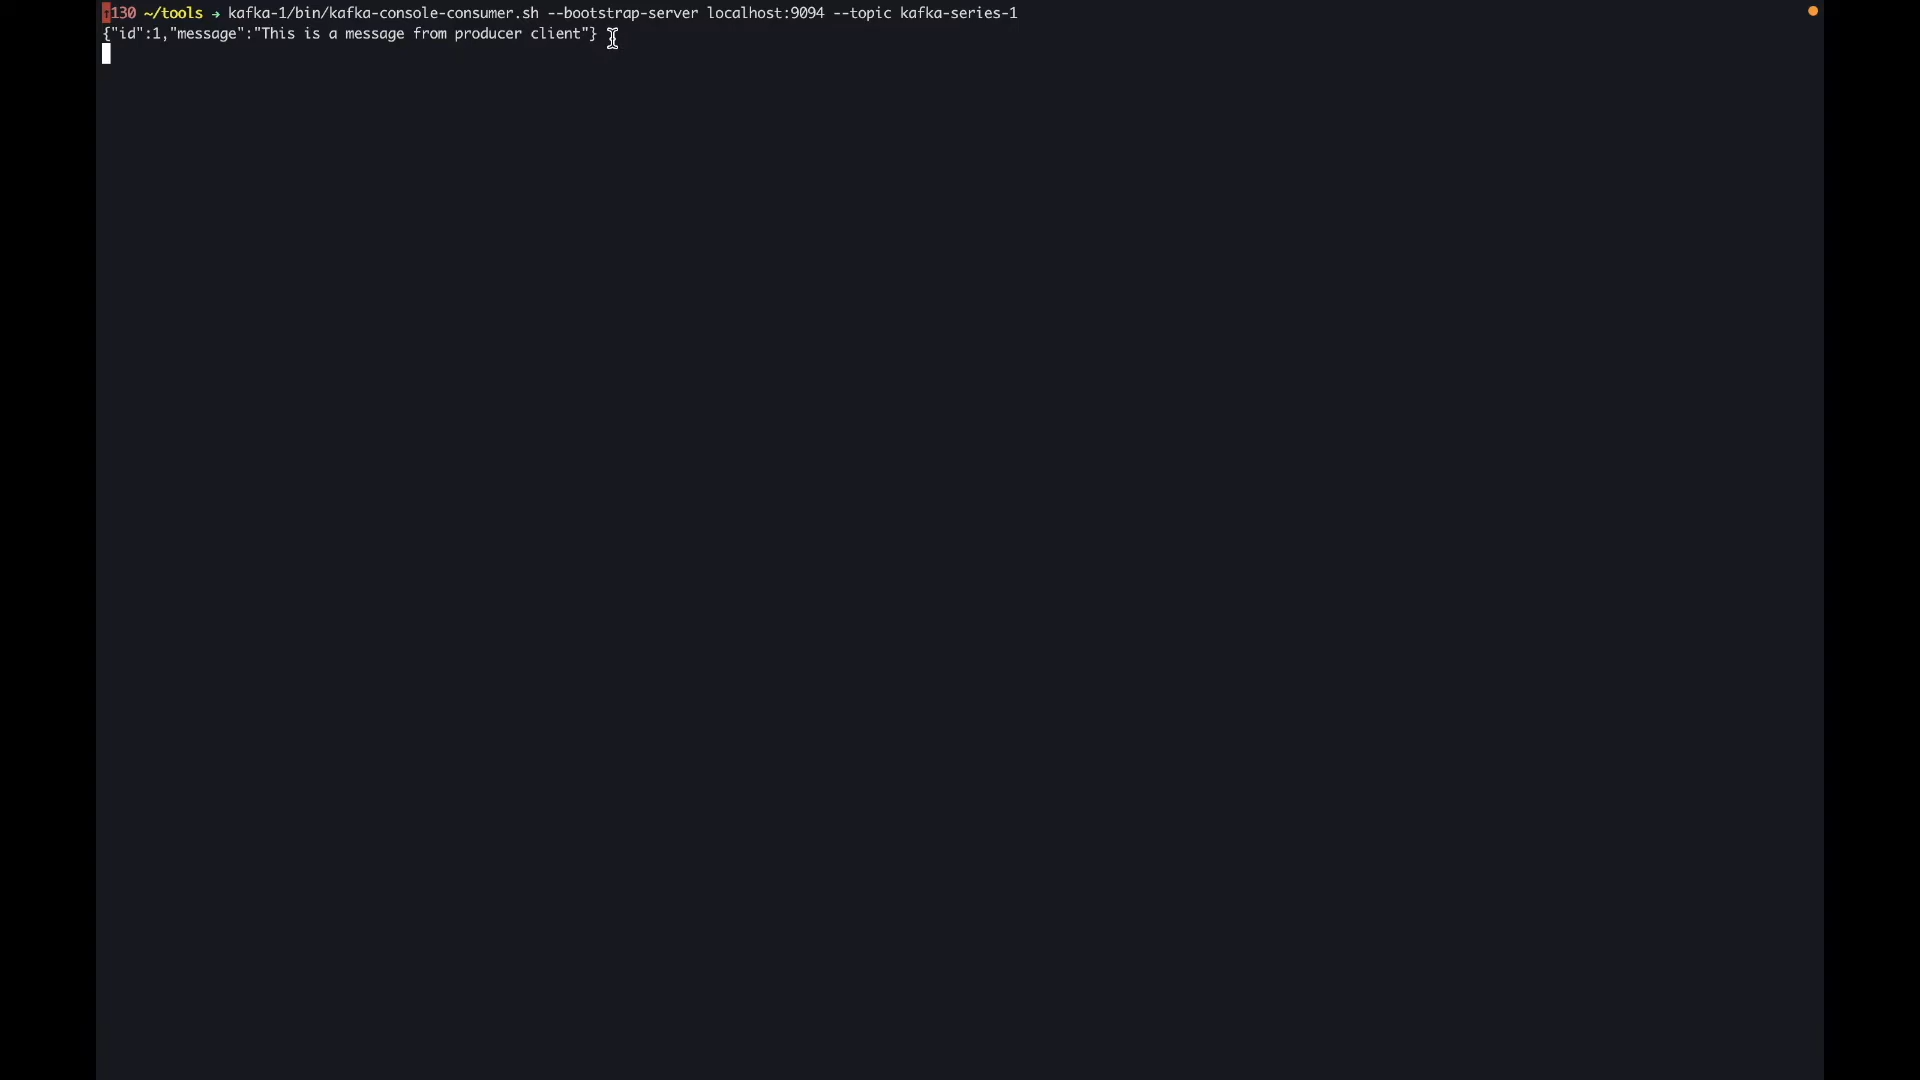 130 ~/tools → kafka-1/bin/kafka-console-consumer.sh --bootstrap-server localhost:9094 --topic kafka-series-1
{"id":1,"message":"This is a message from producer client"}